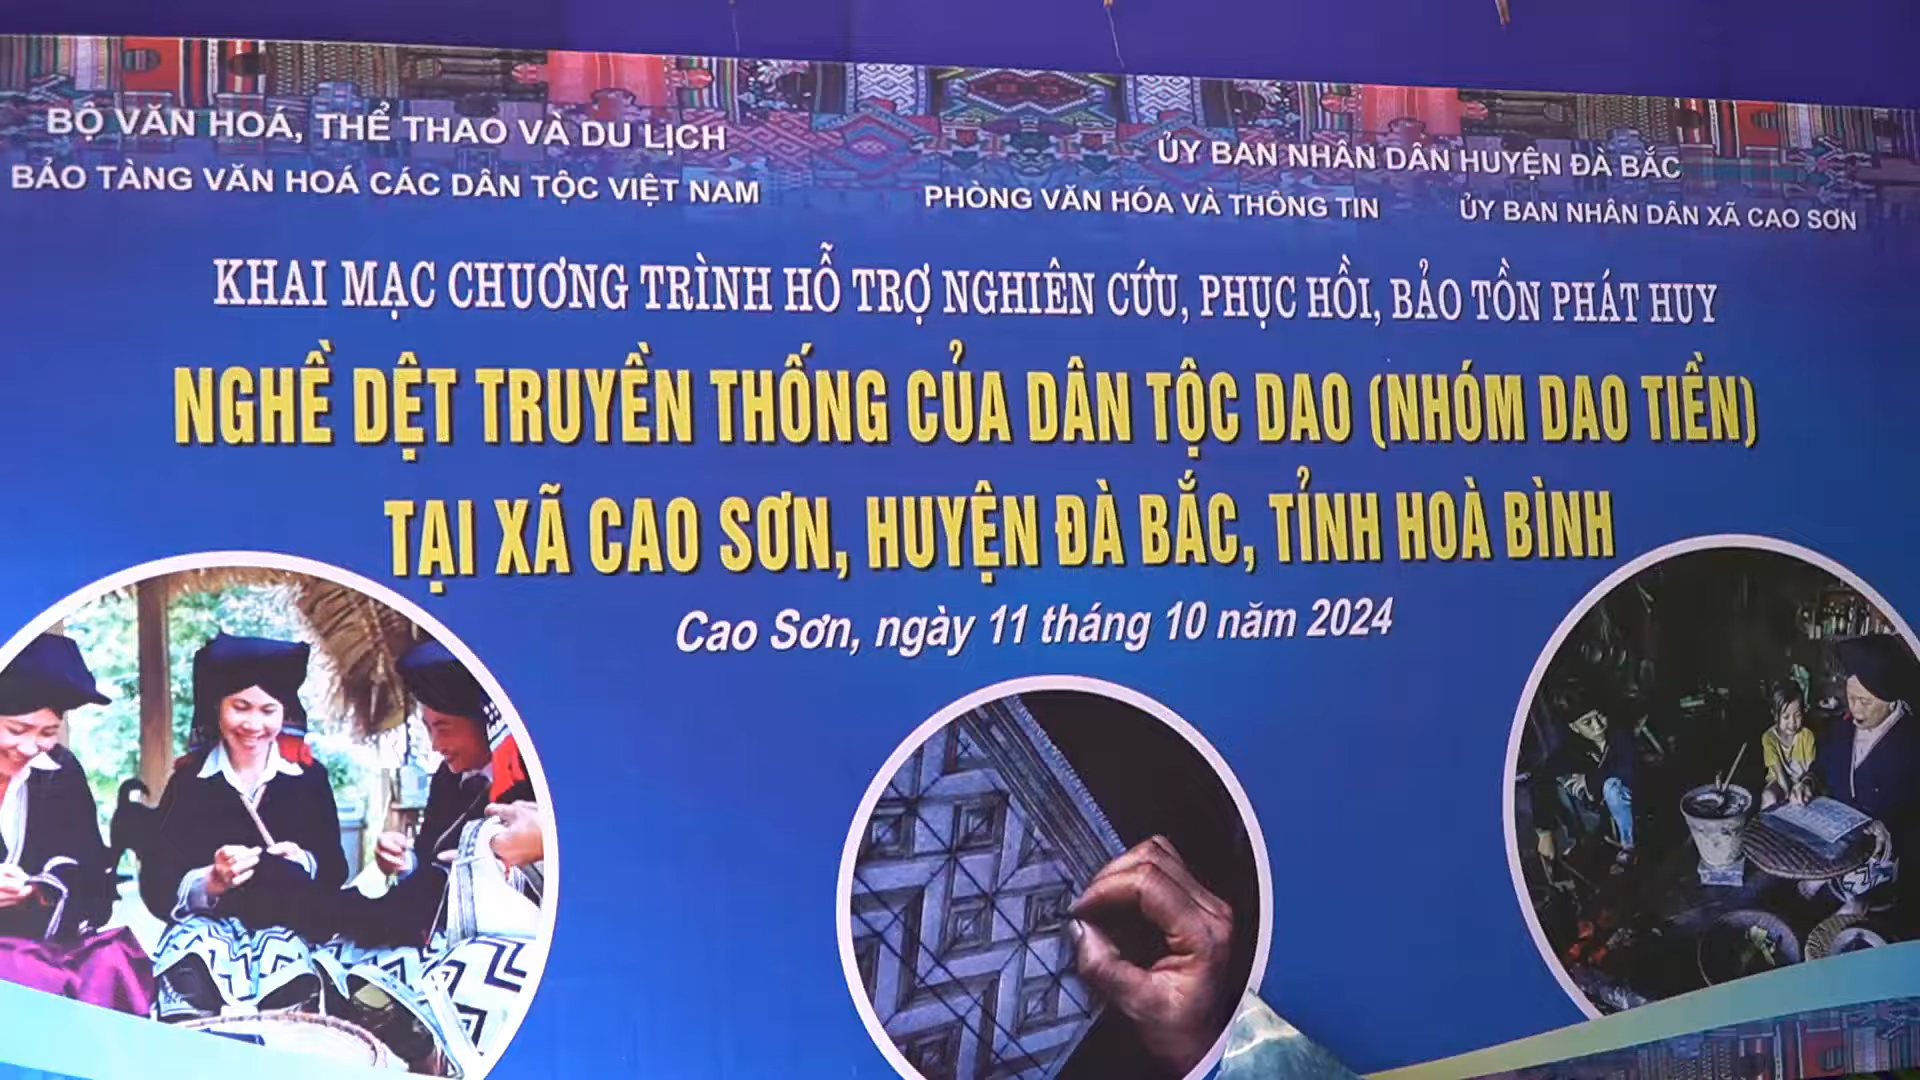 BỘ VĂN HOÁ, THỂ THAO VÀ DU LỊCH
BẢO TÀNG VĂN HOÁ CÁC DÂN TỘC VIỆT NAM
ỦY BAN NHÂN DÂN HUYỆN ĐÀ BẮC
PHÒNG VĂN HÓA VÀ THÔNG TIN
ỦY BAN NHÂN DÂN XÃ CAO SƠN
KHAI MẠC CHƯƠNG TRÌNH HỖ TRỢ NGHIÊN CỨU, PHỤC HỒI, BẢO TỒN PHÁT HUY
NGHỀ DỆT TRUYỀN THỐNG CỦA DÂN TỘC DAO (NHÓM DAO TIỀN)
TẠI XÃ CAO SƠN, HUYỆN ĐÀ BẮC, TỈNH HOÀ BÌNH
Cao Sơn, ngày 11 tháng 10 năm 2024